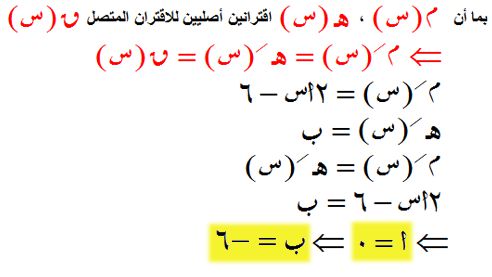 بما أن م(س) ، هـ(س) اقترانين أصليين للاقتران المتصل ق(س)
⇐ م´(س) = هـ´(س) = ق(س)
م´(س) = ٢أس − ٦
هـ´(س) = ب
م´(س) = هـ´(س)
٢أس − ٦ = ب
⇐ أ = ٠ ⇐ ب = −٦